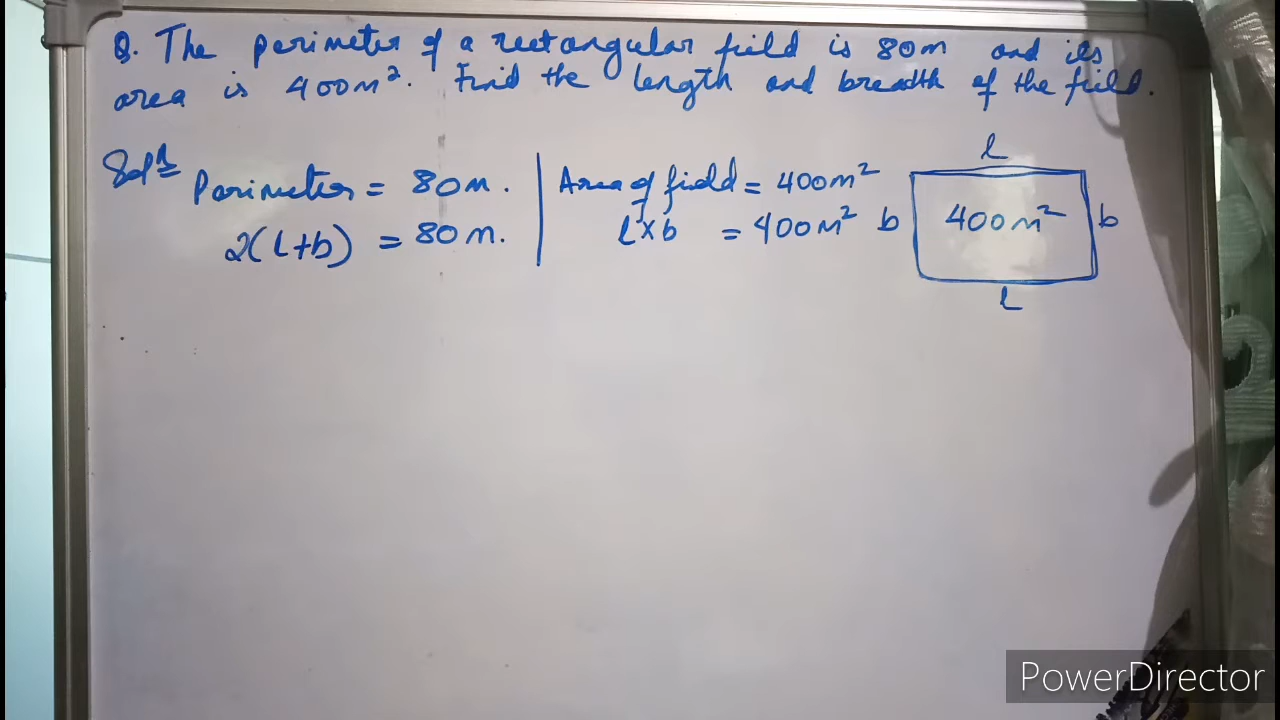 Q. The perimeter of a rectangular field is 80m and its
area is 400m². Find the length and breadth of the field.
Solⁿ Perimeter = 80m. Area of field = 400m²
2(l+b) = 80m. l×b = 400m²
l
b 400m² b
l
PowerDirector